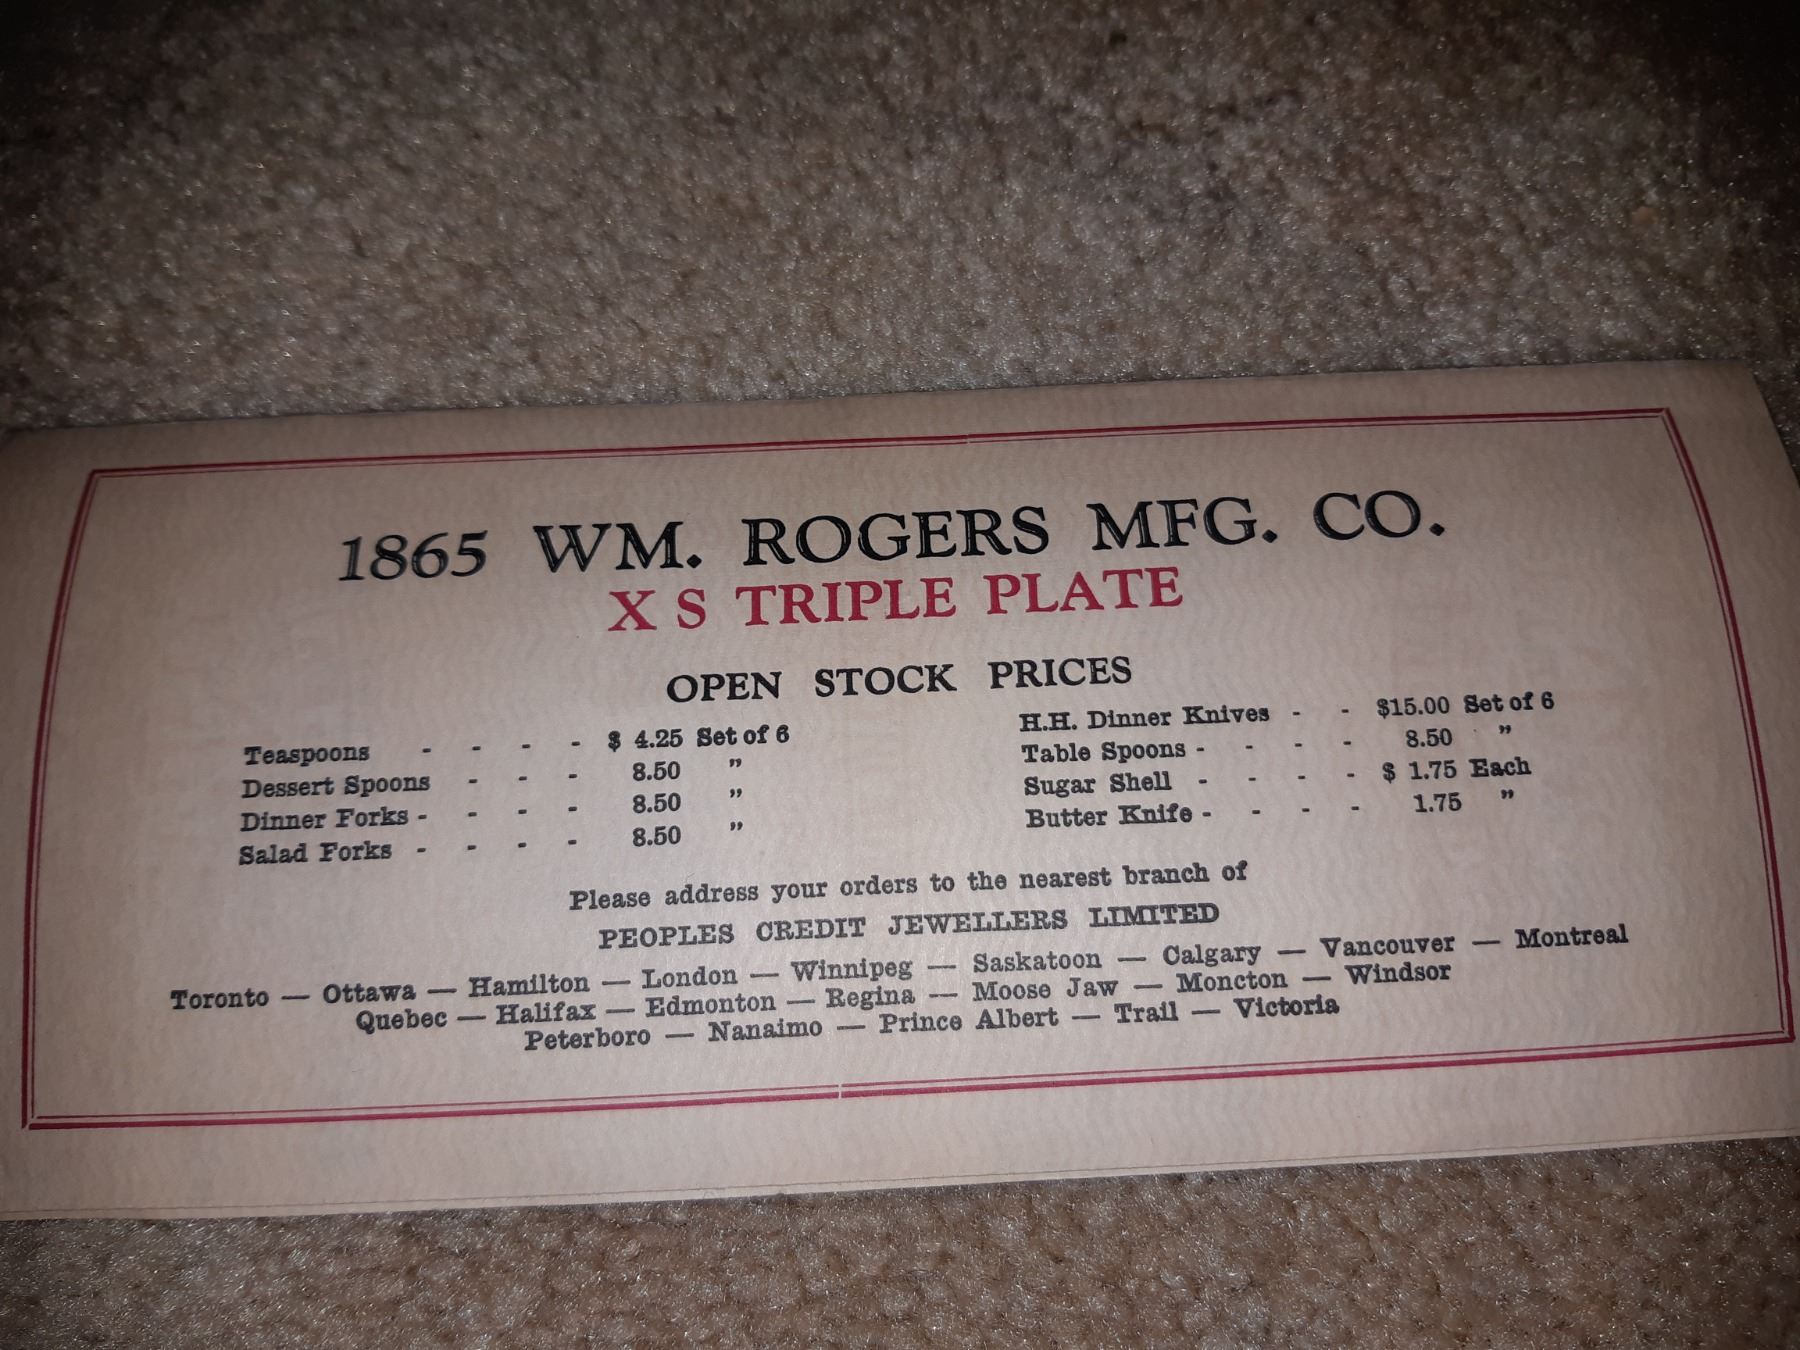 1865 WM. ROGERS MFG. CO.
X S TRIPLE PLATE
OPEN STOCK PRICES
Teaspoons - - - - $ 4.25 Set of 6
Dessert Spoons - - - 8.50 "
Dinner Forks - - - - 8.50 "
Salad Forks - - - - 8.50 "
H.H. Dinner Knives - - $15.00 Set of 6
Table Spoons - - - - 8.50 "
Sugar Shell - - - - $ 1.75 Each
Butter Knife - - - - 1.75 "
Please address your orders to the nearest branch of
PEOPLES CREDIT JEWELLERS LIMITED
Toronto — Ottawa — Hamilton — London — Winnipeg — Saskatoon — Calgary — Vancouver — Montreal
Quebec — Halifax — Edmonton — Regina — Moose Jaw — Moncton — Windsor
Peterboro — Nanaimo — Prince Albert — Trail — Victoria